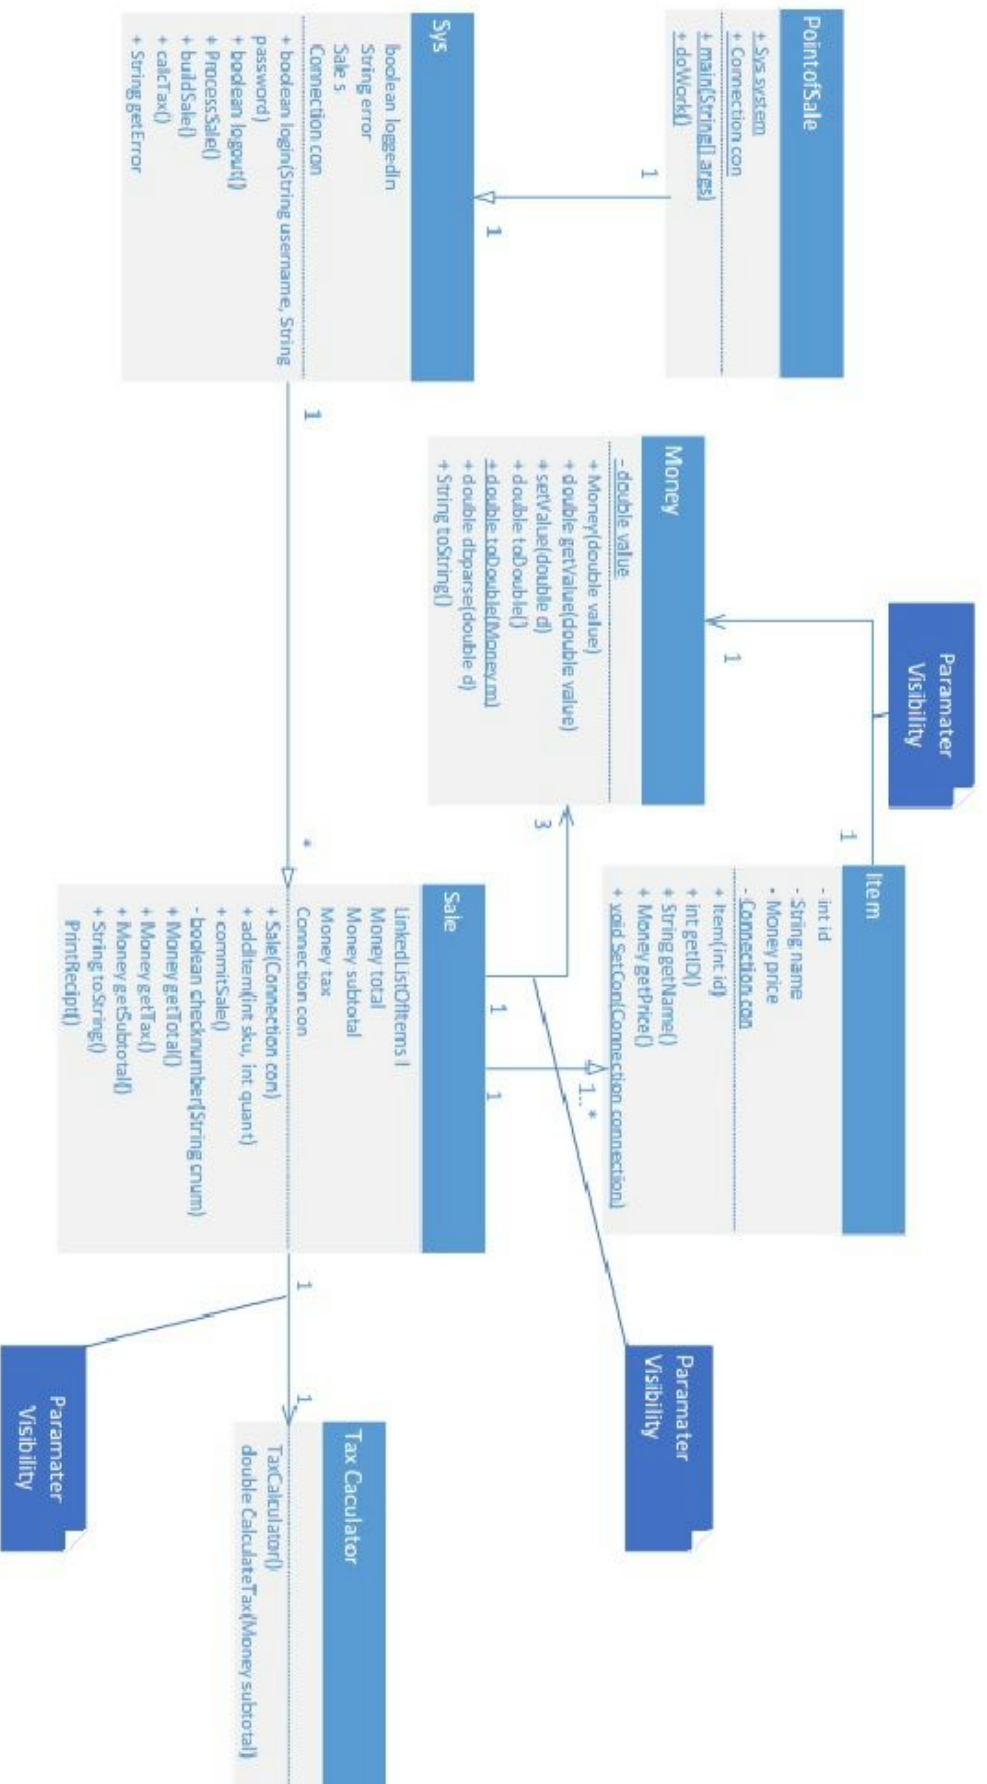 PointofSale
+ Sys system
+ Connection con
+ main(String[] args)
+ doWork()
1
1
Sys
boolean loggedIn
String error
Sale s
Connection con
+ boolean login(String username, String
password)
+ boolean logout()
+ ProcessSale()
+ buildSale()
+ calcTax()
+ String getError
1
*
Paramater
Visibility
Money
- double value
+ Money(double value)
+ double getValue(double value)
+ setValue(double d)
+ double toDouble()
+ double toDouble(Money m)
+ double dbparse(double d)
+ String toString()
1
1
3
Item
- int id
- String name
- Money price
- Connection con
+ Item(int id)
+ int getID()
+ String getName()
+ Money getPrice()
+ void SetCon(Connection connection)
1..*
1
1
Sale
LinkedListOfItems l
Money total
Money subtotal
Money tax
Connection con
+ Sale(Connection con)
+ addItem(int sku, int quant)
+ commitSale()
- boolean checknumber(String cnum)
+ Money getTotal()
+ Money getTax()
+ Money getSubtotal()
+ String toString()
PrintRecipt()
1
1
Paramater
Visibility
Tax Caculator
TaxCalculator()
double CalculateTax(Money subtotal)
Paramater
Visibility